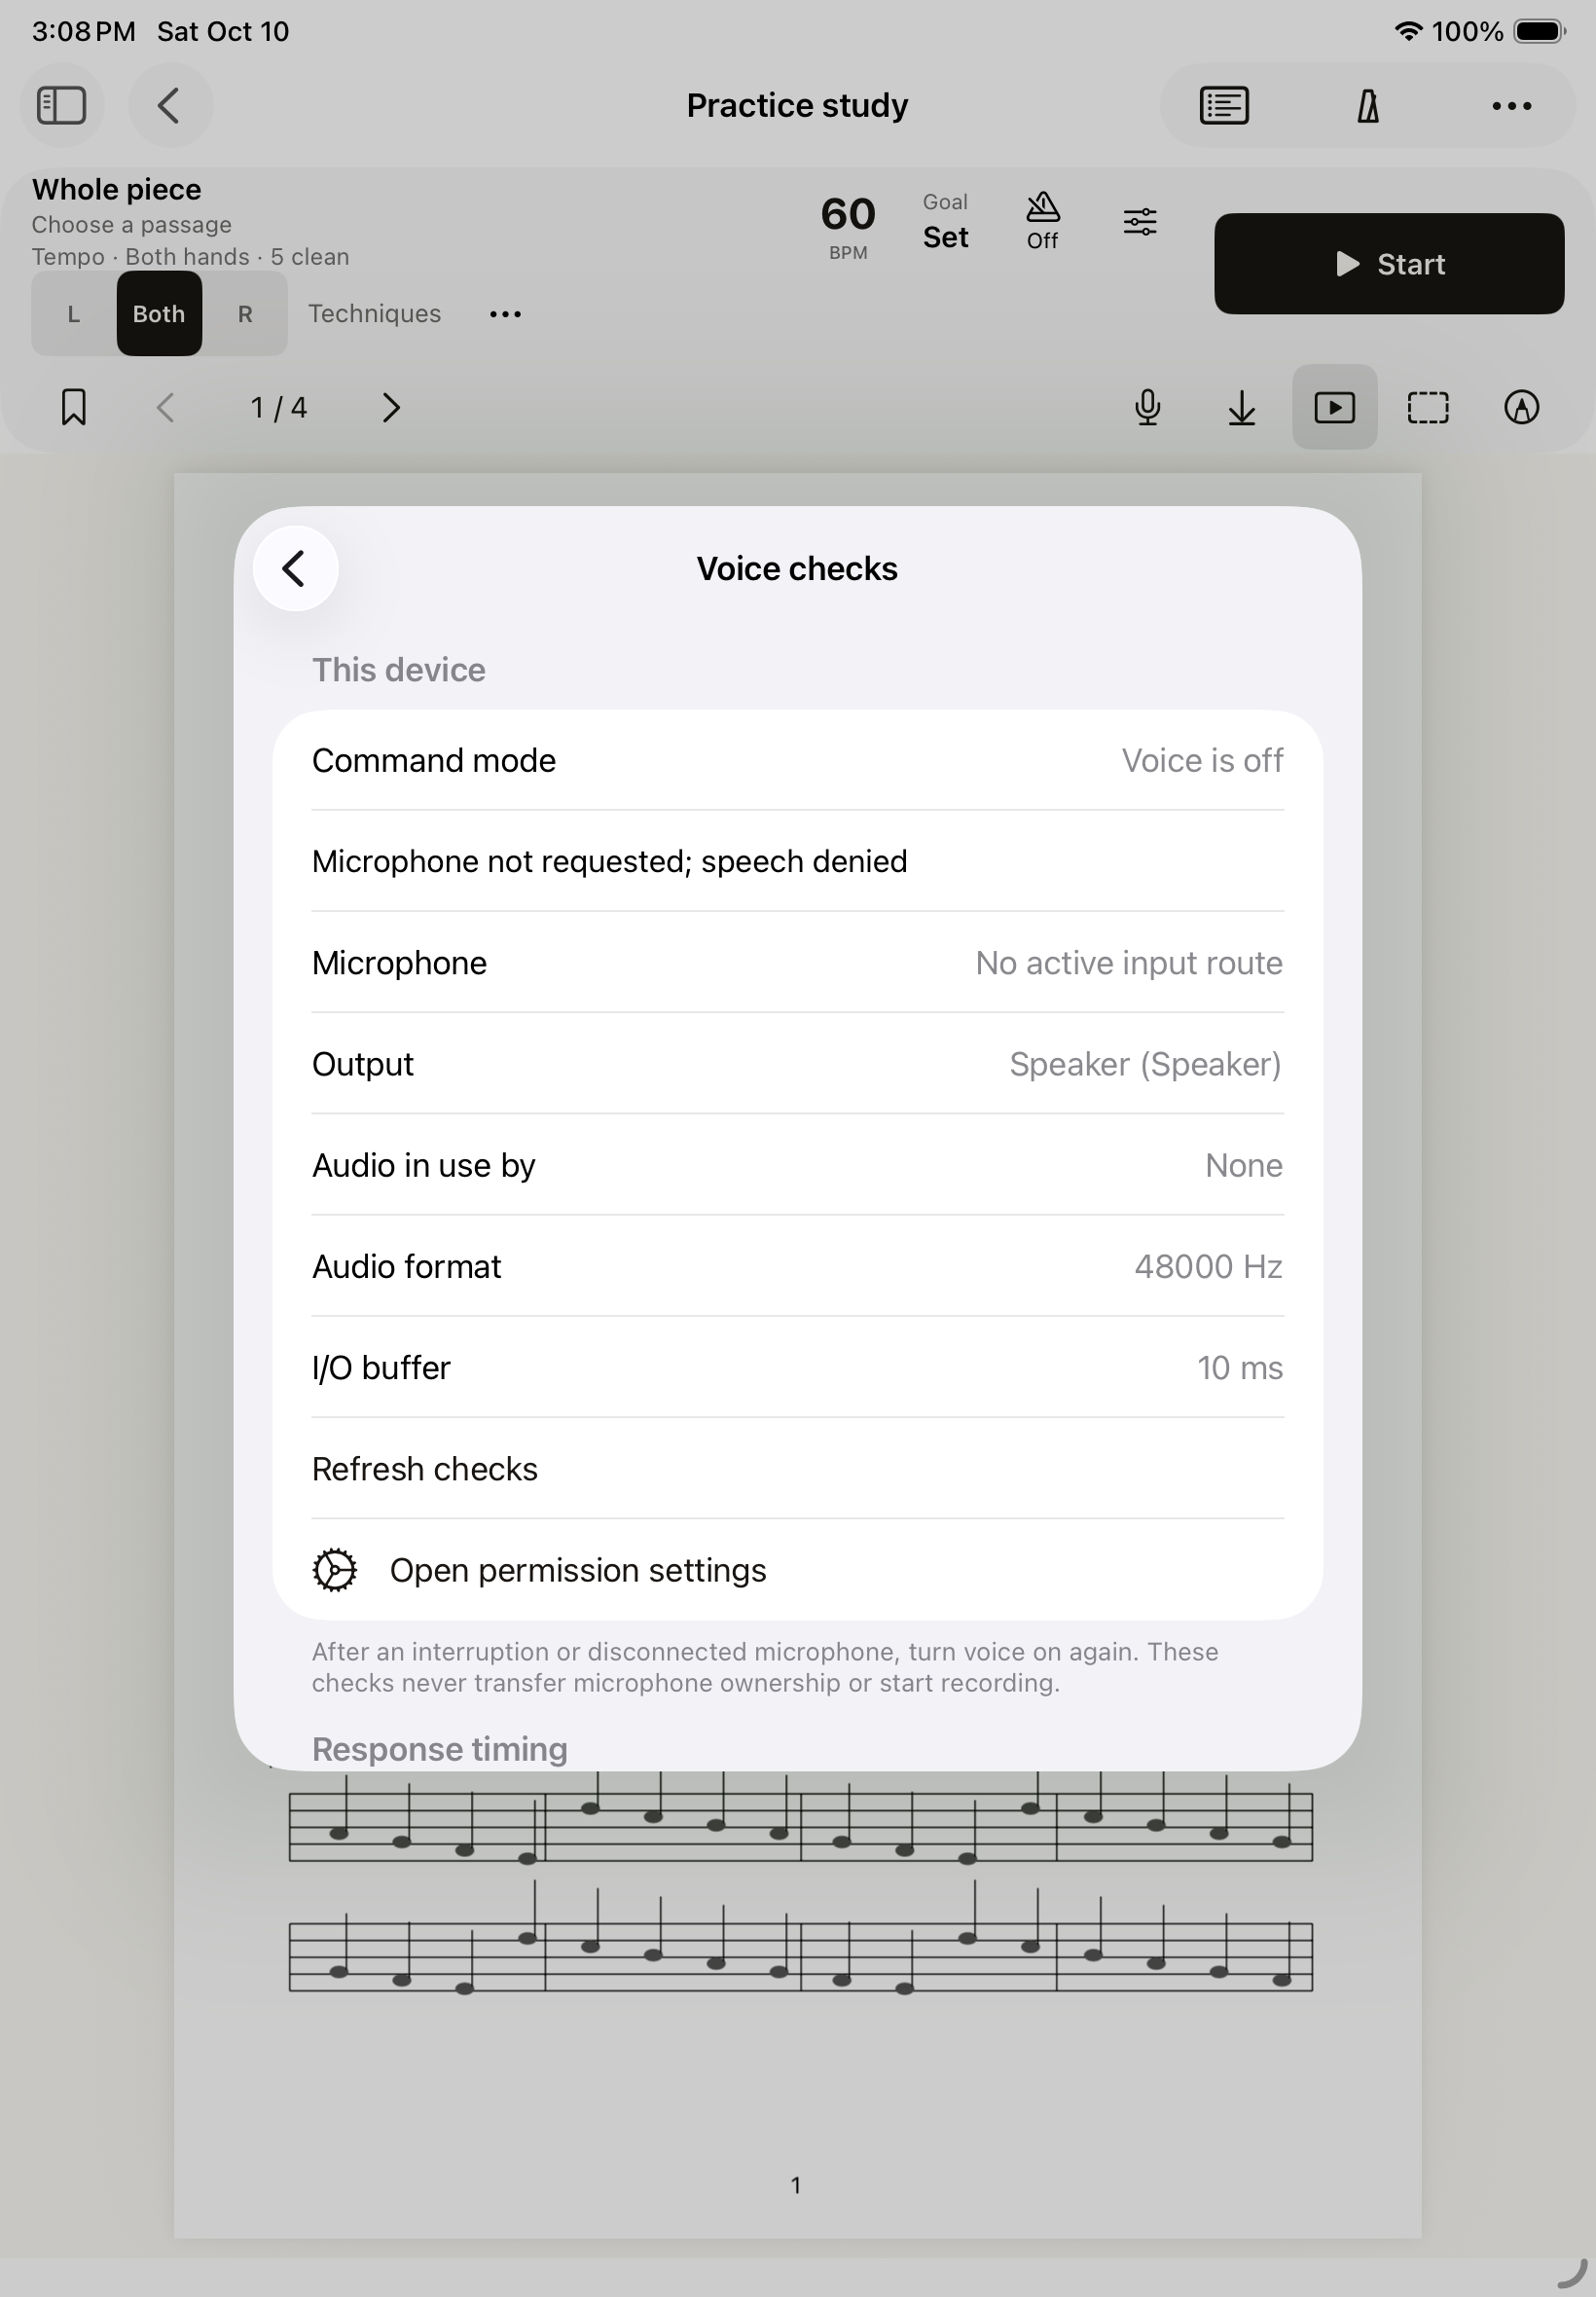 3:08 PM Sat Oct 10
100%
Practice study
Whole piece
Choose a passage
Tempo · Both hands · 5 clean
60
BPM
Goal
Set
Off
Start
L
Both
R
Techniques
1 / 4
Voice checks
This device
Command mode Voice is off
Microphone not requested; speech denied
Microphone No active input route
Output Speaker (Speaker)
Audio in use by None
Audio format 48000 Hz
I/O buffer 10 ms
Refresh checks
Open permission settings
After an interruption or disconnected microphone, turn voice on again. These
checks never transfer microphone ownership or start recording.
Response timing
1